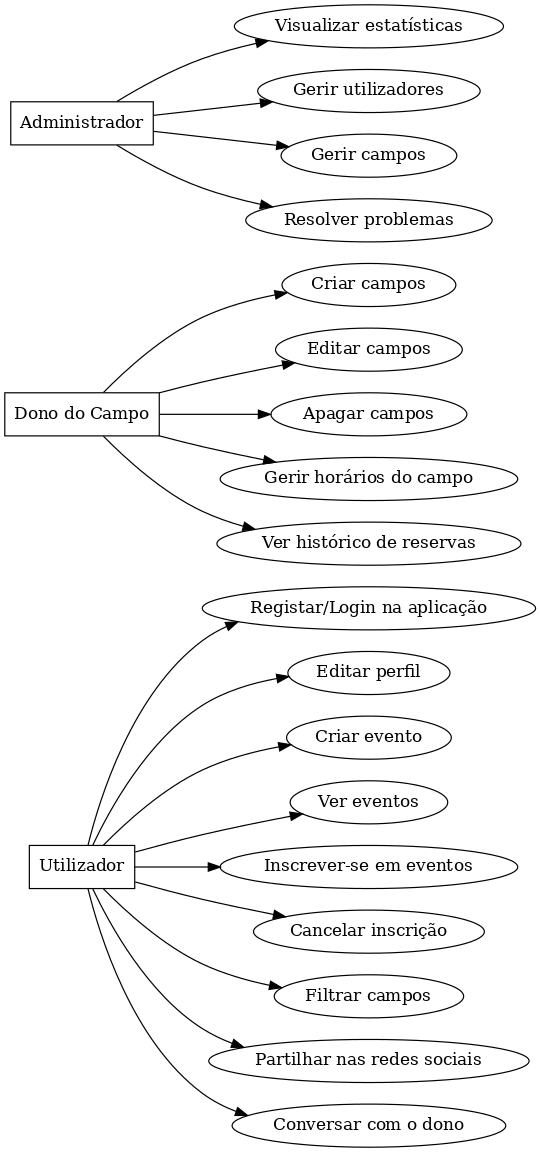 Administrador
Visualizar estatísticas
Gerir utilizadores
Gerir campos
Resolver problemas
Dono do Campo
Criar campos
Editar campos
Apagar campos
Gerir horários do campo
Ver histórico de reservas
Utilizador
Registar/Login na aplicação
Editar perfil
Criar evento
Ver eventos
Inscrever-se em eventos
Cancelar inscrição
Filtrar campos
Partilhar nas redes sociais
Conversar com o dono